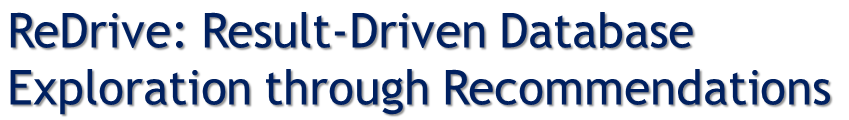 ReDrive: Result-Driven Database
Exploration through Recommendations